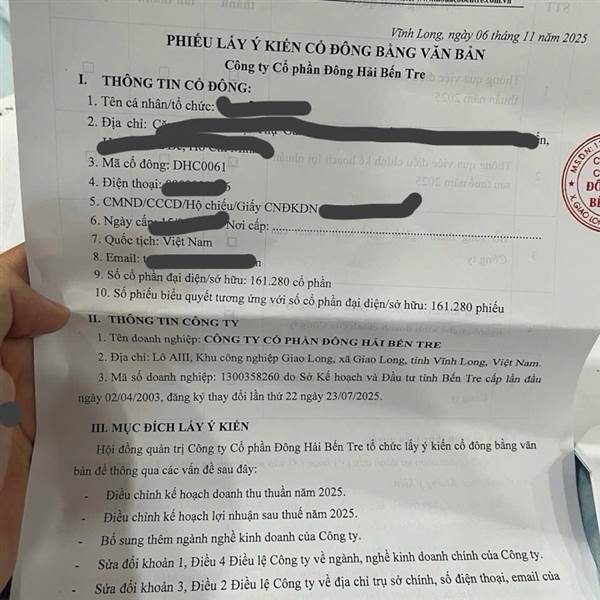 Vĩnh Long, ngày 06 tháng 11 năm 2025
PHIẾU LẤY Ý KIẾN CỔ ĐÔNG BẰNG VĂN BẢN
Công ty Cổ phần Đông Hải Bến Tre
I. THÔNG TIN CỔ ĐÔNG:
1. Tên cá nhân/tổ chức:
2. Địa chỉ:
3. Mã cổ đông: DHC0061
4. Điện thoại:
5. CMND/CCCD/Hộ chiếu/Giấy CNĐKDN
6. Ngày cấp: Nơi cấp:
7. Quốc tịch: Việt Nam
8. Email:
9. Số cổ phần đại diện/sở hữu: 161.280 cổ phần
10. Số phiếu biểu quyết tương ứng với số cổ phần đại diện/sở hữu: 161.280 phiếu
II. THÔNG TIN CÔNG TY
1. Tên doanh nghiệp: CÔNG TY CỔ PHẦN ĐÔNG HẢI BẾN TRE
2. Địa chỉ: Lô AIII, Khu công nghiệp Giao Long, xã Giao Long, tỉnh Vĩnh Long, Việt Nam.
3. Mã số doanh nghiệp: 1300358260 do Sở Kế hoạch và Đầu tư tỉnh Bến Tre cấp lần đầu
ngày 02/04/2003, đăng ký thay đổi lần thứ 22 ngày 23/07/2025.
III. MỤC ĐÍCH LẤY Ý KIẾN
Hội đồng quản trị Công ty Cổ phần Đông Hải Bến Tre tổ chức lấy ý kiến cổ đông bằng văn
bản để thông qua các vấn đề sau đây:
- Điều chỉnh kế hoạch doanh thu thuần năm 2025.
- Điều chỉnh kế hoạch lợi nhuận sau thuế năm 2025.
- Bổ sung thêm ngành nghề kinh doanh của Công ty.
- Sửa đổi khoản 1, Điều 4 Điều lệ Công ty về ngành, nghề kinh doanh chính của Công ty.
- Sửa đổi khoản 3, Điều 2 Điều lệ Công ty về địa chỉ trụ sở chính, số điện thoại, email của